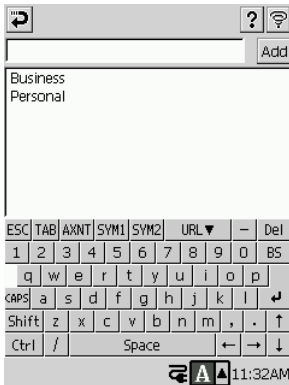 ?
Add
Business
Personal
ESC TAB AXNT SYM1 SYM2 URL▼ - Del
1 2 3 4 5 6 7 8 9 0 BS
q w e r t y u i o p
CAPS a s d f g h j k l ↵
Shift z x c v b n m , . ↑
Ctrl / Space ← → ↓
A ▲ 11:32AM